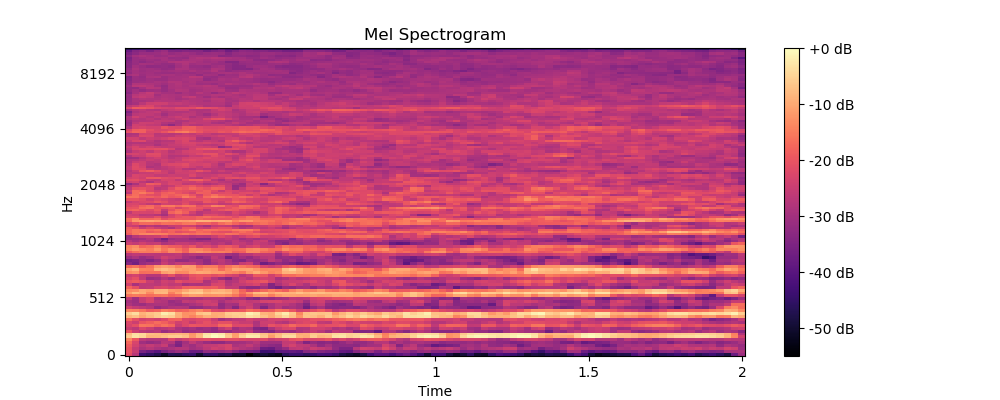 Mel Spectrogram
Hz
8192
4096
2048
1024
512
0
0
0.5
1
1.5
2
Time
+0 dB
-10 dB
-20 dB
-30 dB
-40 dB
-50 dB